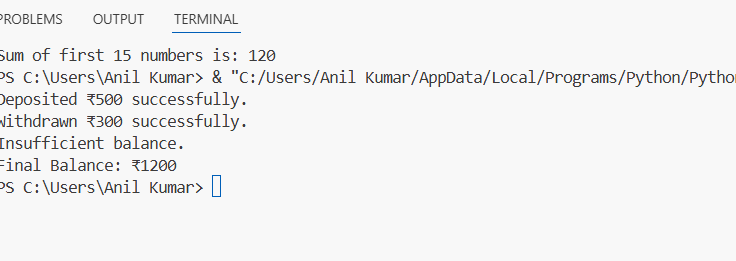 PROBLEMS OUTPUT TERMINAL
Sum of first 15 numbers is: 120
PS C:\Users\Anil Kumar> & "C:/Users/Anil Kumar/AppData/Local/Programs/Python/Pytho
Deposited ₹500 successfully.
Withdrawn ₹300 successfully.
Insufficient balance.
Final Balance: ₹1200
PS C:\Users\Anil Kumar>